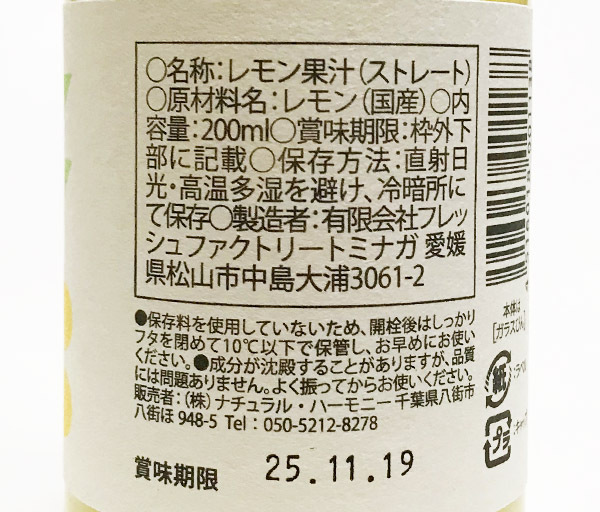 ○名称:レモン果汁(ストレート)
○原材料名:レモン(国産)○内
容量:200ml○賞味期限:枠外下
部に記載○保存方法:直射日
光・高温多湿を避け、冷暗所に
て保存○製造者:有限会社フレッ
シュファクトリートミナガ 愛媛
県松山市中島大浦3061-2
●保存料を使用していないため、開栓後はしっかり
フタを閉めて10℃以下で保管し、お早めにお使い
ください。●成分が沈殿することがありますが、品質
には問題ありません。よく振ってからお使いください。
販売者:(株)ナチュラル・ハーモニー 千葉県八街市
八街ほ 948-5 Tel:050-5212-8278
賞味期限 25.11.19
本体は
[ガラスびん]
紙
プラ